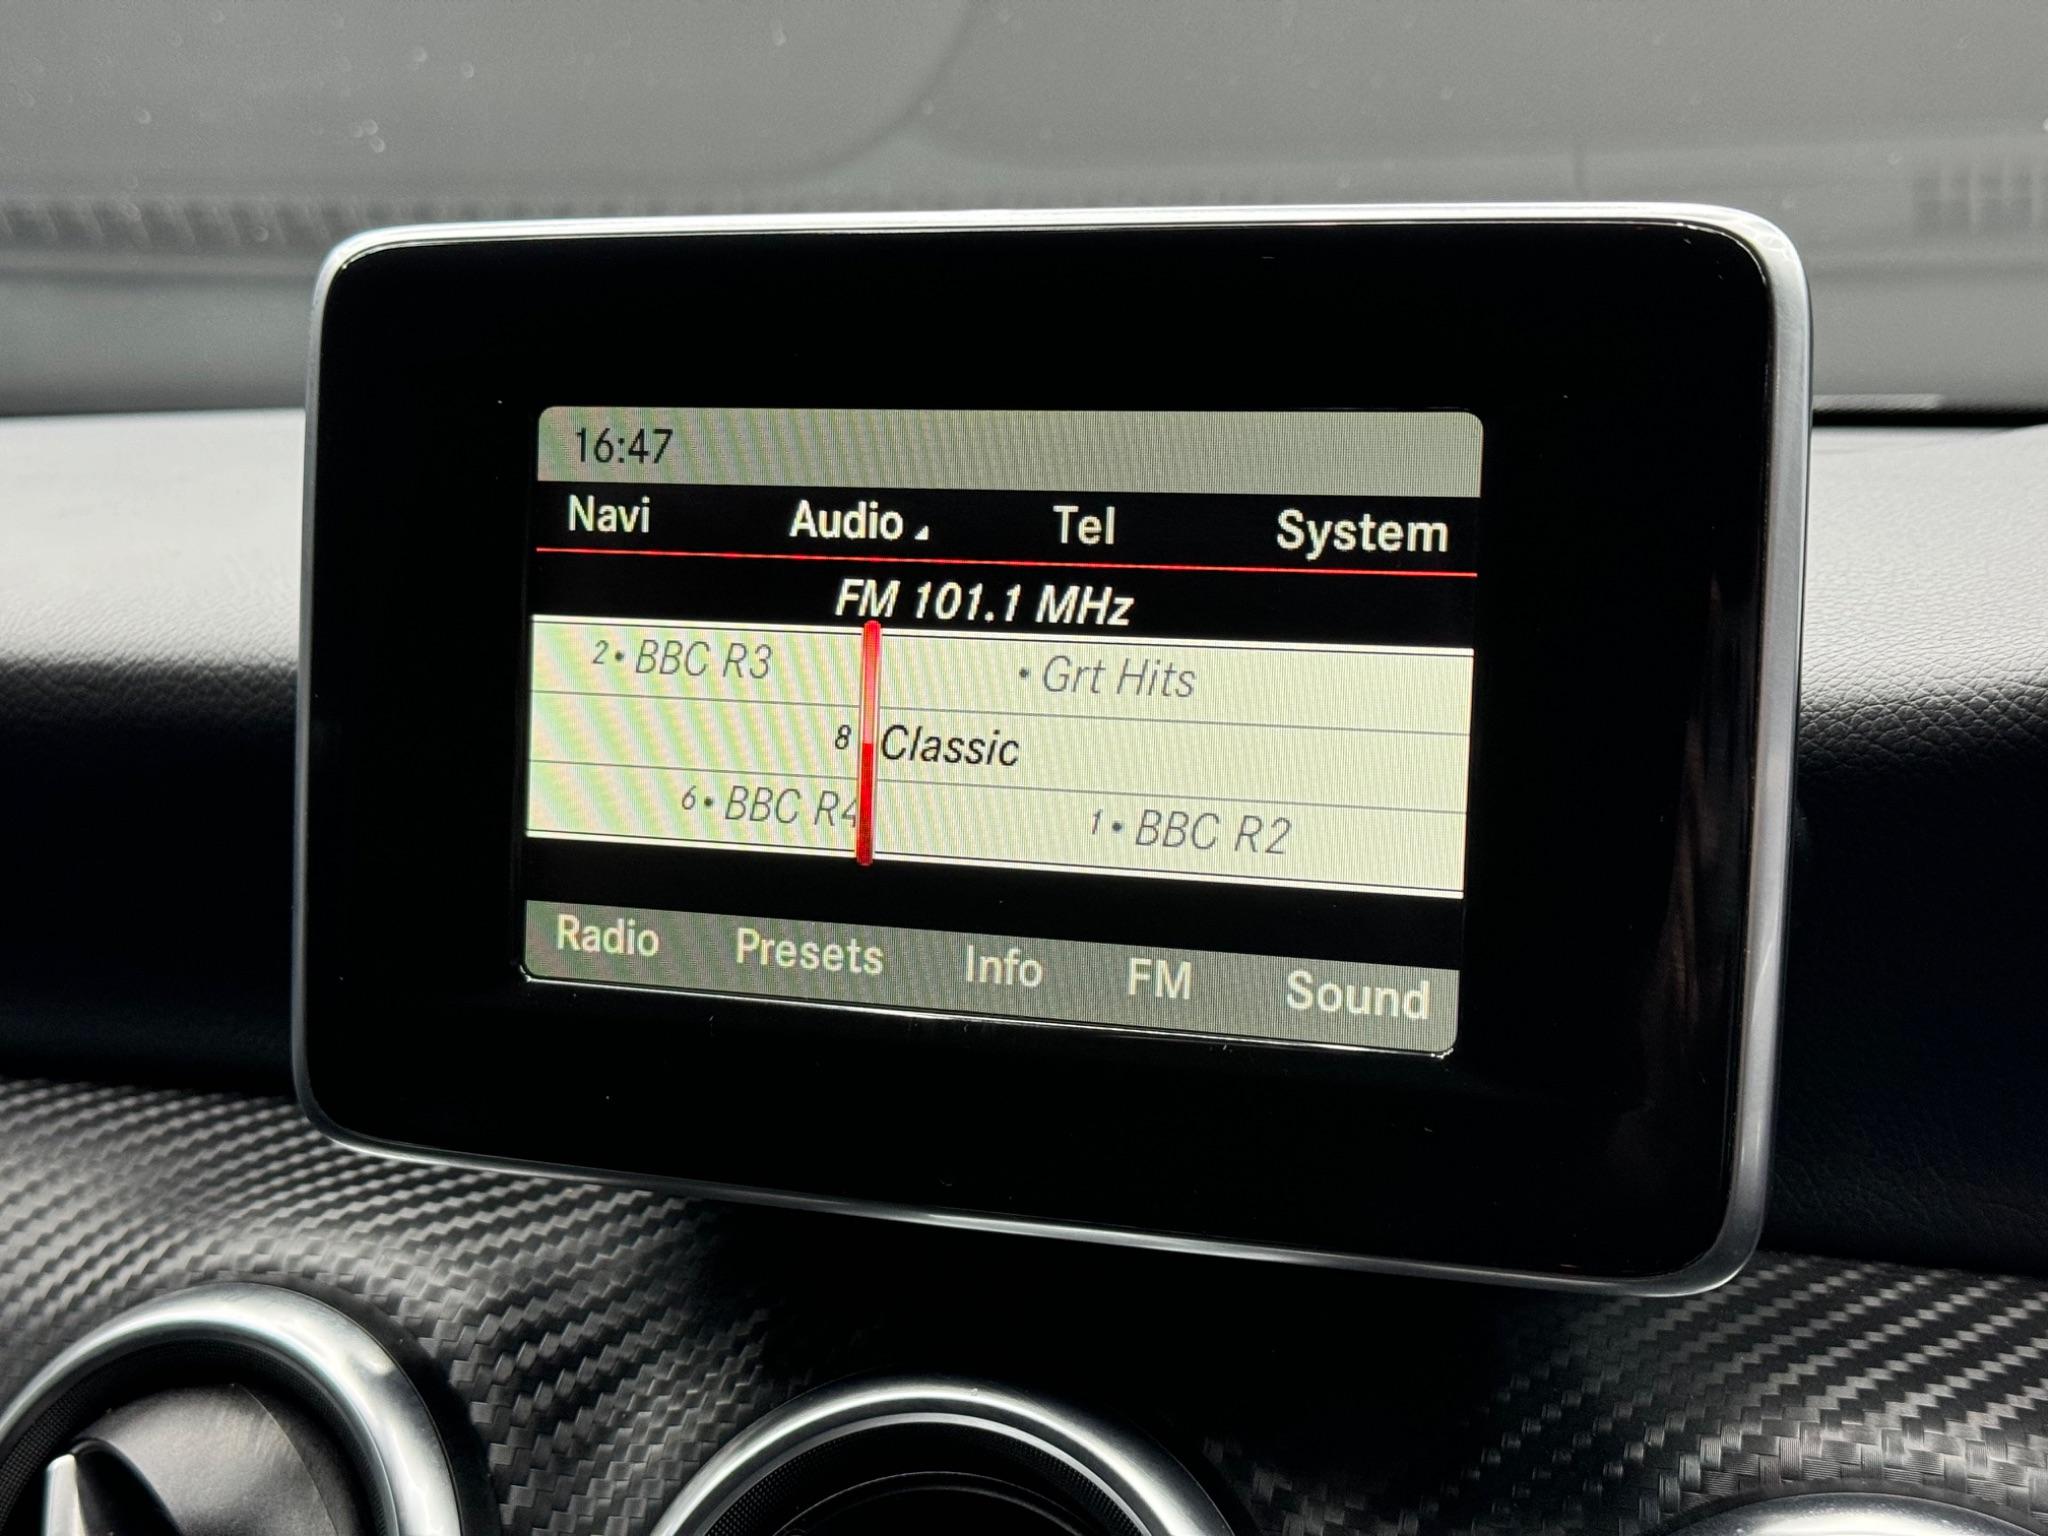 16:47
Navi Audio Tel System
FM 101.1 MHz
2• BBC R3 • Grt Hits
8 Classic
6• BBC R4 1• BBC R2
Radio Presets Info FM Sound